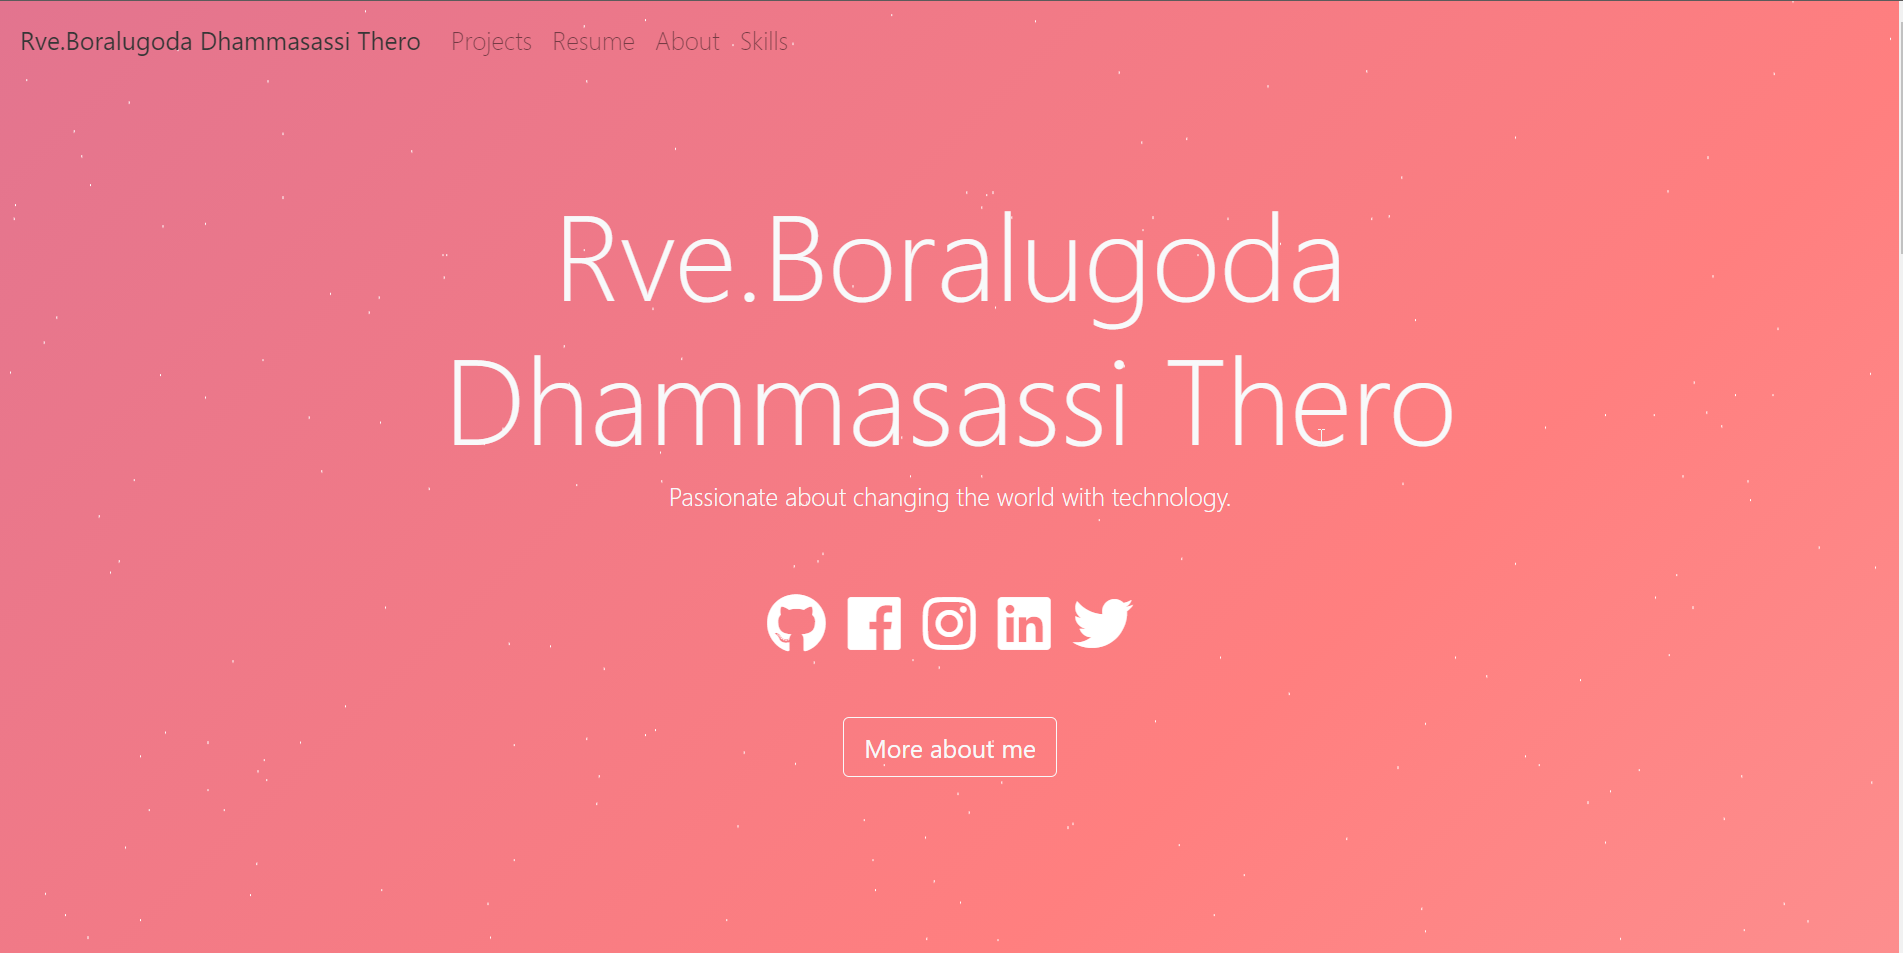 Rve.Boralugoda Dhammasassi Thero Projects Resume About Skills
Rve.Boralugoda
Dhammasassi Thero
Passionate about changing the world with technology.
More about me